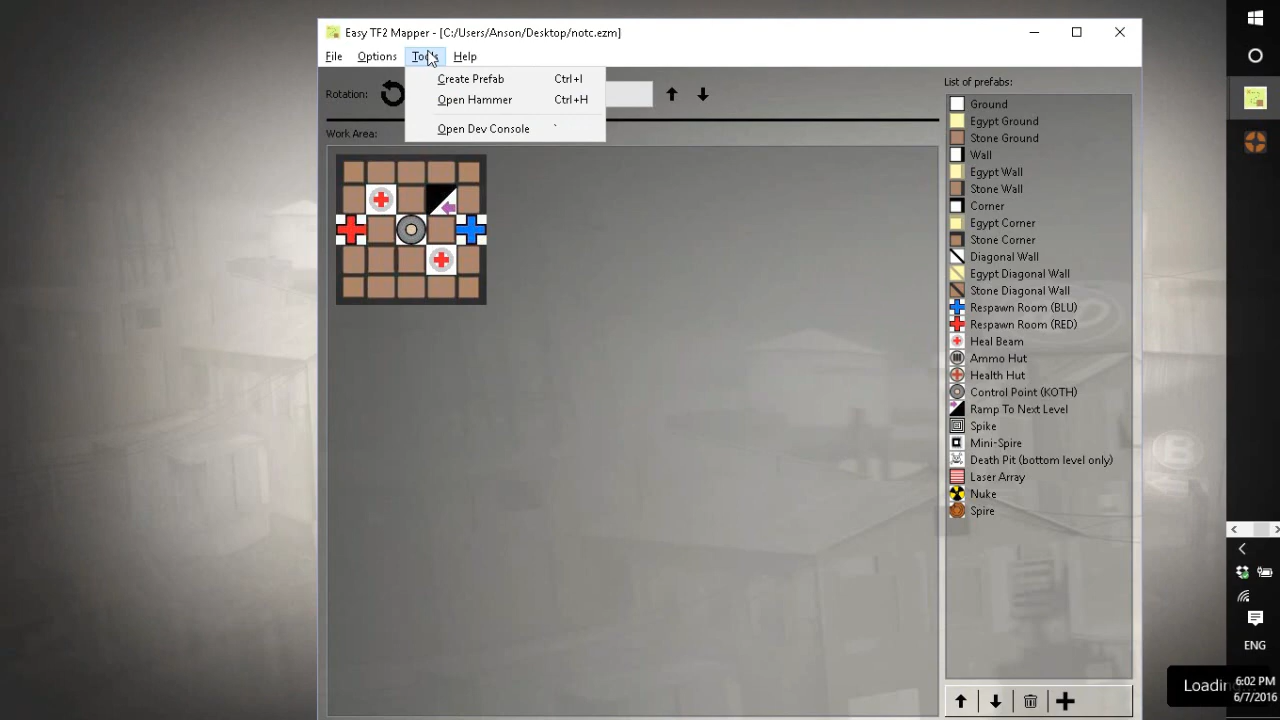 Easy TF2 Mapper - [C:/Users/Anson/Desktop/notc.ezm]
File Options Tools Help
Create Prefab Ctrl+I
Open Hammer Ctrl+H
Open Dev Console `
Rotation:
Work Area:
List of prefabs:
Ground
Egypt Ground
Stone Ground
Wall
Egypt Wall
Stone Wall
Corner
Egypt Corner
Stone Corner
Diagonal Wall
Egypt Diagonal Wall
Stone Diagonal Wall
Respawn Room (BLU)
Respawn Room (RED)
Heal Beam
Ammo Hut
Health Hut
Control Point (KOTH)
Ramp To Next Level
Spike
Mini-Spire
Death Pit (bottom level only)
Laser Array
Nuke
Spire
ENG
Loading
6:02 PM
6/7/2016